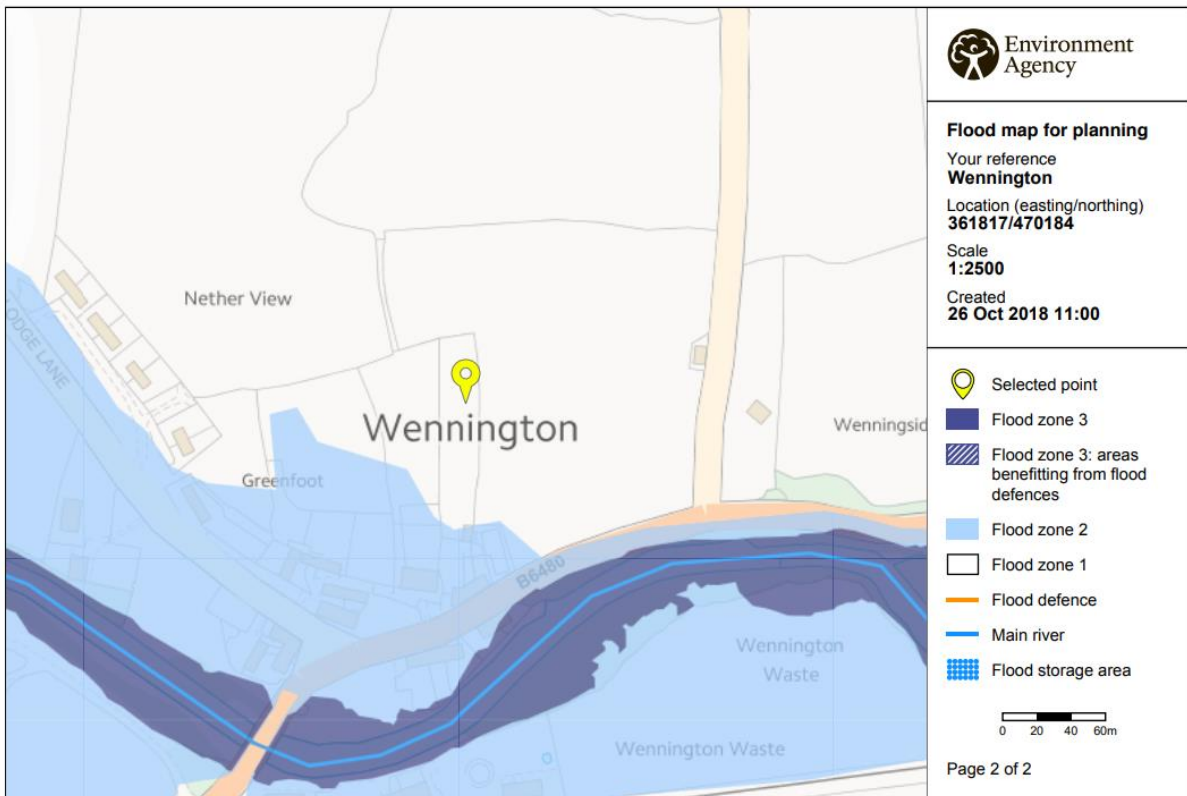 Nether View
LODGE LANE
Wennington
Greenfoot
Wenningsid
B6480
Wennington
Waste
Wennington Waste
Environment
Agency
Flood map for planning
Your reference
Wennington
Location (easting/northing)
361817/470184
Scale
1:2500
Created
26 Oct 2018 11:00
Selected point
Flood zone 3
Flood zone 3: areas
benefitting from flood
defences
Flood zone 2
Flood zone 1
Flood defence
Main river
Flood storage area
0 20 40 60m
Page 2 of 2